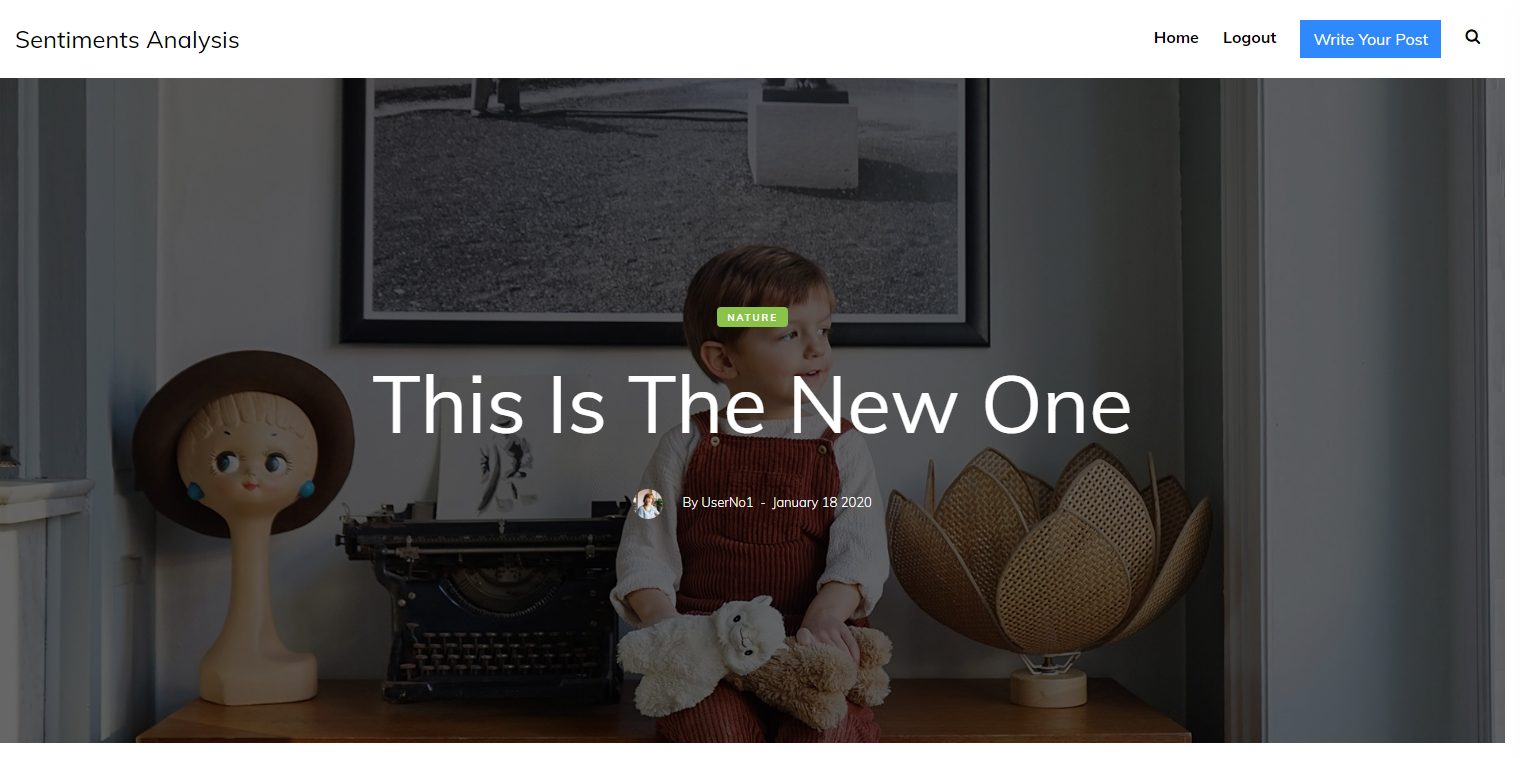 Sentiments Analysis
Home Logout Write Your Post
NATURE
This Is The New One
By UserNo1 - January 18 2020